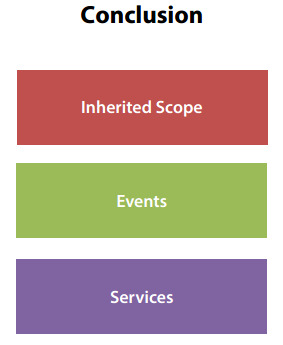 Conclusion
Inherited Scope
Events
Services